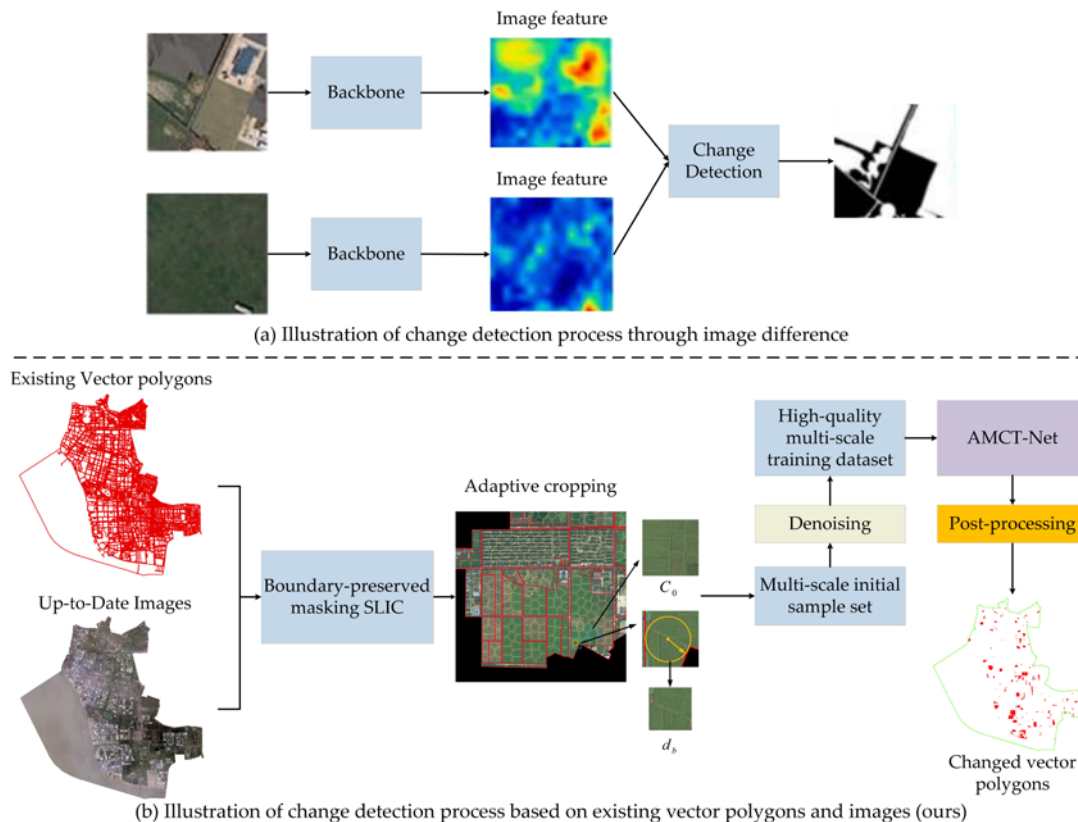 Image feature
Backbone
Image feature
Change
Detection
Backbone
(a) Illustration of change detection process through image difference
Existing Vector polygons
Up-to-Date Images
Boundary-preserved
masking SLIC
Adaptive cropping
C₀
d_b
High-quality
multi-scale
training dataset
AMCT-Net
Denoising
Post-processing
Multi-scale initial
sample set
Changed vector
polygons
(b) Illustration of change detection process based on existing vector polygons and images (ours)